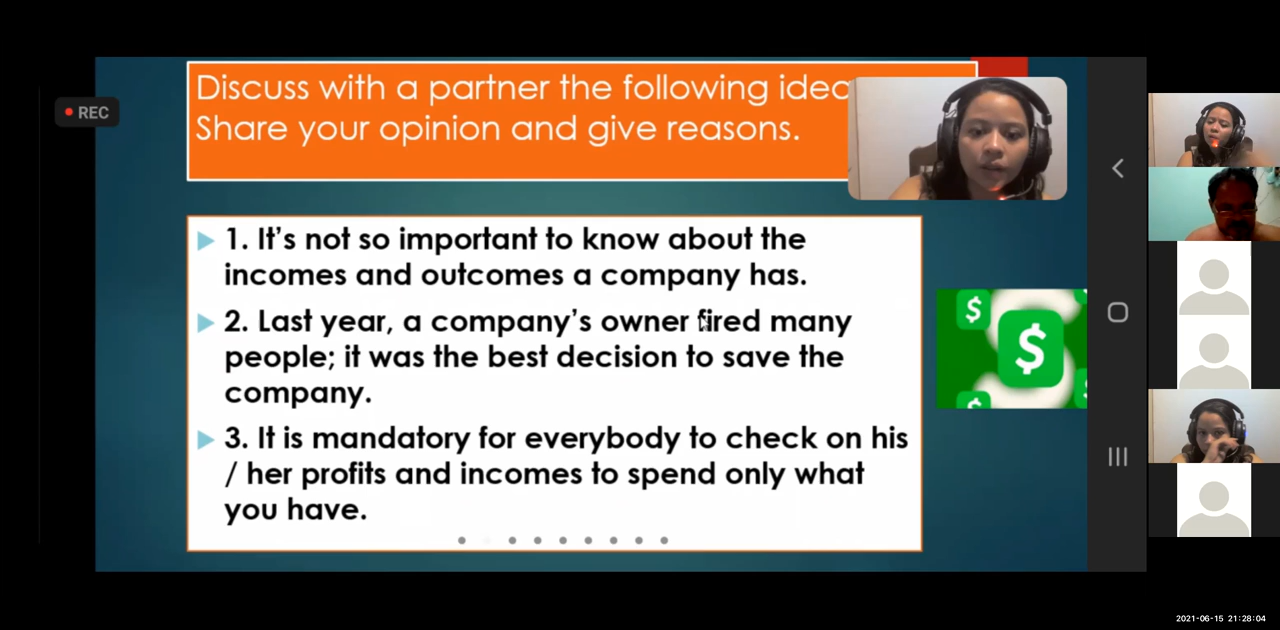 Discuss with a partner the following idea
Share your opinion and give reasons.
REC
1. It's not so important to know about the
incomes and outcomes a company has.
2. Last year, a company's owner fired many
people; it was the best decision to save the
company.
3. It is mandatory for everybody to check on his
/ her profits and incomes to spend only what
you have.
$
$
2021-06-15 21:28:04